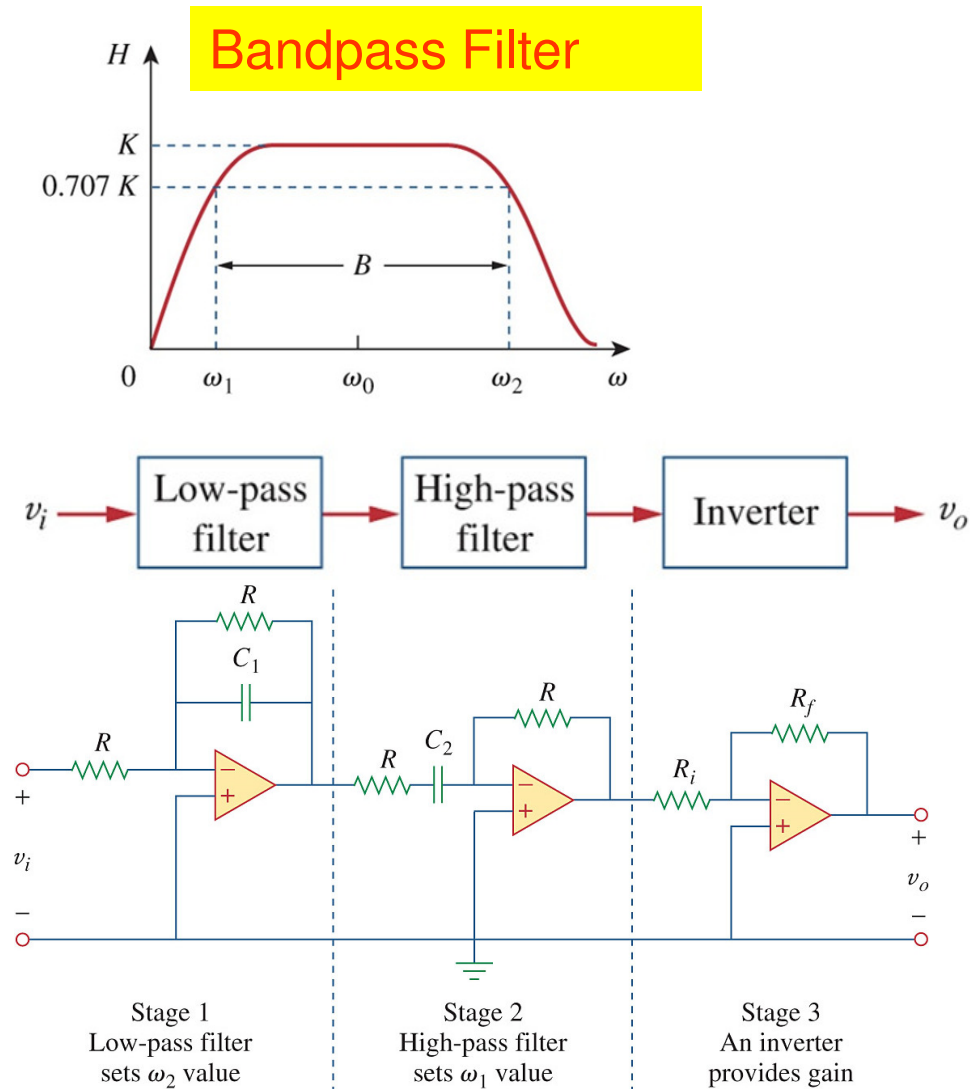 Bandpass Filter
H
K
0.707 K
B
0
ω₁
ω₀
ω₂
ω
vᵢ
Low-pass
filter
High-pass
filter
Inverter
vₒ
R
C₁
R
−
+
+
vᵢ
−
R
C₂
R
−
+
Rᵢ
R_f
−
+
+
vₒ
−
Stage 1
Low-pass filter
sets ω₂ value
Stage 2
High-pass filter
sets ω₁ value
Stage 3
An inverter
provides gain